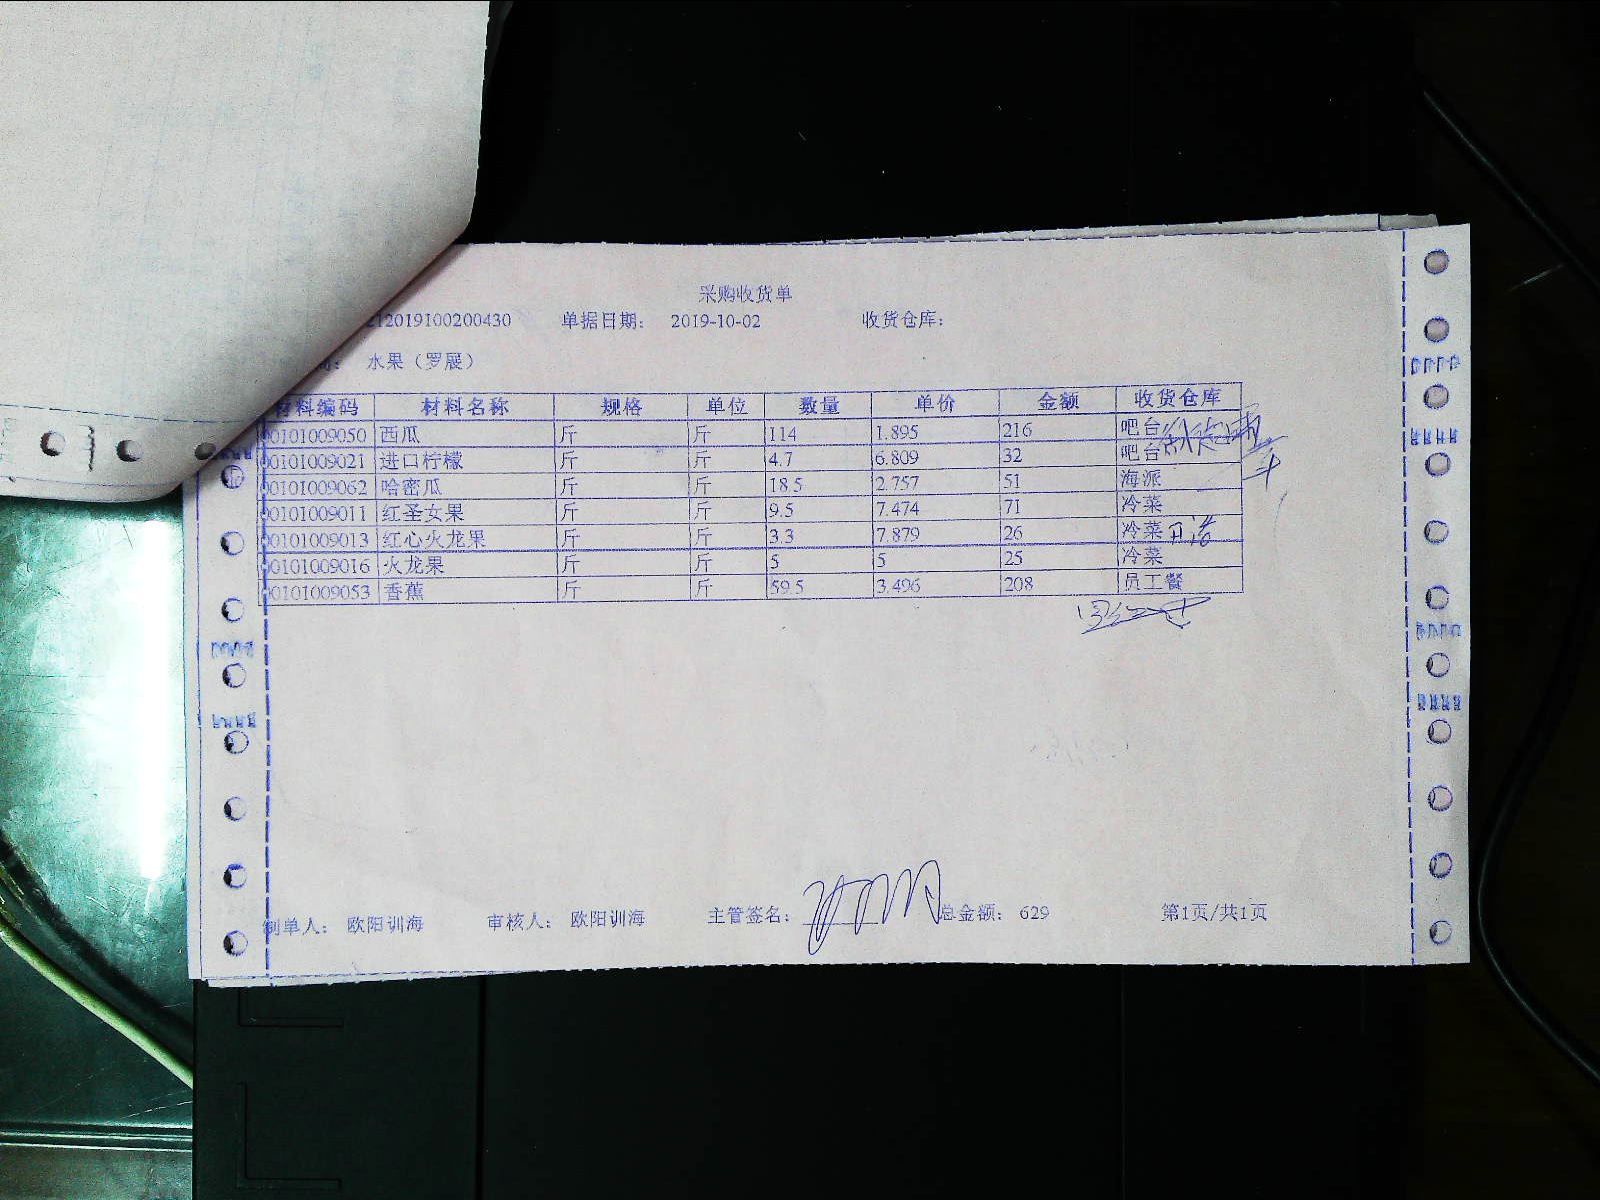 采购收货单
212019100200430 单据日期: 2019-10-02 收货仓库:
商: 水果（罗展）
材料编码 材料名称 规格 单位 数量 单价 金额 收货仓库
00101009050 西瓜 斤 斤 114 1.895 216 吧台
00101009021 进口柠檬 斤 斤 4.7 6.809 32 吧台
00101009062 哈密瓜 斤 斤 18.5 2.757 51 海派
00101009011 红圣女果 斤 斤 9.5 7.474 71 冷菜
00101009013 红心火龙果 斤 斤 3.3 7.879 26 冷菜
00101009016 火龙果 斤 斤 5 5 25 冷菜
00101009053 香蕉 斤 斤 59.5 3.496 208 员工餐
制单人: 欧阳训海 审核人: 欧阳训海 主管签名: 总金额: 629 第1页/共1页